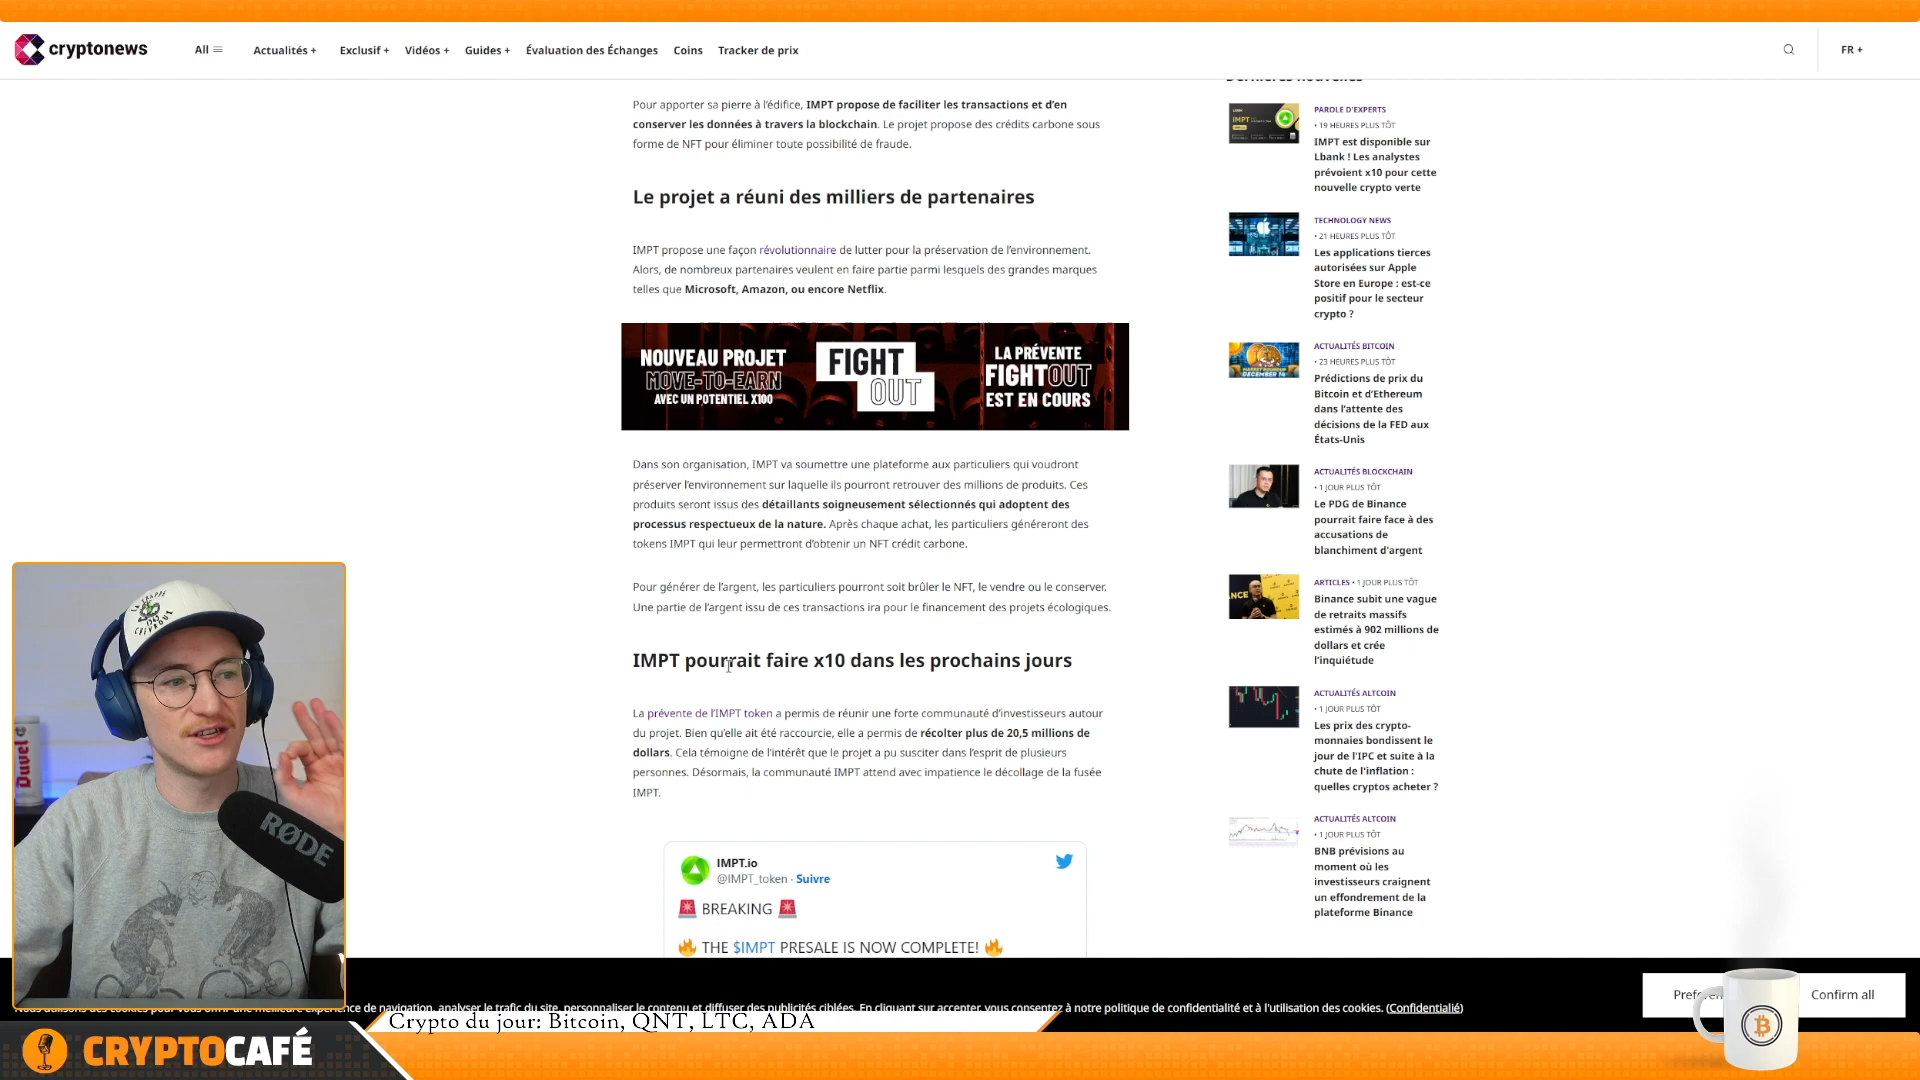 cryptonews
All
Actualités +
Exclusif +
Vidéos +
Guides +
Évaluation des Échanges
Coins
Tracker de prix
FR +
Pour apporter sa pierre à l'édifice, IMPT propose de faciliter les transactions et d'en
conserver les données à travers la blockchain. Le projet propose des crédits carbone sous
forme de NFT pour éliminer toute possibilité de fraude.
Le projet a réuni des milliers de partenaires
IMPT propose une façon révolutionnaire de lutter pour la préservation de l'environnement.
Alors, de nombreux partenaires veulent en faire partie parmi lesquels des grandes marques
telles que Microsoft, Amazon, ou encore Netflix.
NOUVEAU PROJET
MOVE-TO-EARN
AVEC UN POTENTIEL X100
FIGHT
OUT
LA PRÉVENTE
FIGHTOUT
EST EN COURS
Dans son organisation, IMPT va soumettre une plateforme aux particuliers qui voudront
préserver l'environnement sur laquelle ils pourront retrouver des millions de produits. Ces
produits seront issus des détaillants soigneusement sélectionnés qui adoptent des
processus respectueux de la nature. Après chaque achat, les particuliers généreront des
tokens IMPT qui leur permettront d'obtenir un NFT crédit carbone.
Pour générer de l'argent, les particuliers pourront soit brûler le NFT, le vendre ou le conserver.
Une partie de l'argent issu de ces transactions ira pour le financement des projets écologiques.
IMPT pourrait faire x10 dans les prochains jours
La prévente de l'IMPT token a permis de réunir une forte communauté d'investisseurs autour
du projet. Bien qu'elle ait été raccourcie, elle a permis de récolter plus de 20,5 millions de
dollars. Cela témoigne de l'intérêt que le projet a pu susciter dans l'esprit de plusieurs
personnes. Désormais, la communauté IMPT attend avec impatience le décollage de la fusée
IMPT.
IMPT.io
@IMPT_token · Suivre
🚨 BREAKING 🚨
🔥 THE $IMPT PRESALE IS NOW COMPLETE! 🔥
PAROLE D'EXPERTS
• 19 HEURES PLUS TÔT
IMPT est disponible sur
Lbank ! Les analystes
prévoient x10 pour cette
nouvelle crypto verte
TECHNOLOGY NEWS
• 21 HEURES PLUS TÔT
Les applications tierces
autorisées sur Apple
Store en Europe : est-ce
positif pour le secteur
crypto ?
ACTUALITÉS BITCOIN
• 23 HEURES PLUS TÔT
Prédictions de prix du
Bitcoin et d'Ethereum
dans l'attente des
décisions de la FED aux
États-Unis
ACTUALITÉS BLOCKCHAIN
• 1 JOUR PLUS TÔT
Le PDG de Binance
pourrait faire face à des
accusations de
blanchiment d'argent
ARTICLES • 1 JOUR PLUS TÔT
Binance subit une vague
de retraits massifs
estimés à 902 millions de
dollars et crée
l'inquiétude
ACTUALITÉS ALTCOIN
• 1 JOUR PLUS TÔT
Les prix des crypto-
monnaies bondissent le
jour de l'IPC et suite à la
chute de l'inflation :
quelles cryptos acheter ?
ACTUALITÉS ALTCOIN
• 1 JOUR PLUS TÔT
BNB prévisions au
moment où les
investisseurs craignent
un effondrement de la
plateforme Binance
Duvel
RØDE
de navigation, analyser le trafic du site, personnaliser le contenu et diffuser des publicités ciblées. En cliquant sur accepter, vous consentez à notre politique de confidentialité et à l'utilisation des cookies. (Confidentialié)
Confirm all
Crypto du jour: Bitcoin, QNT, LTC, ADA
CRYPTOCAFÉ